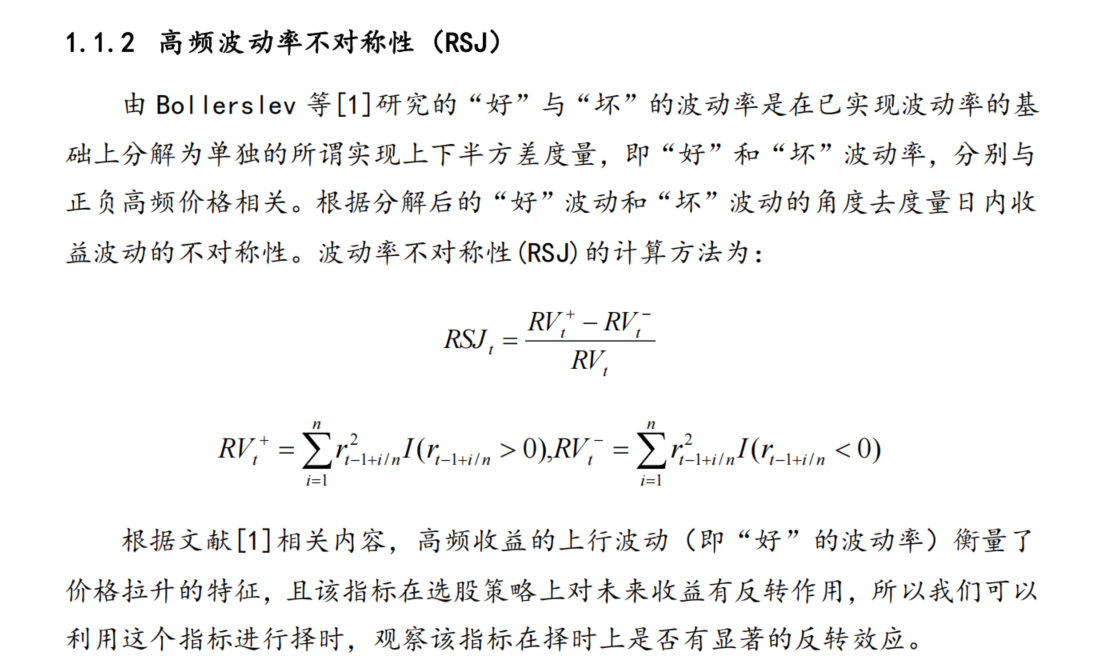 1.1.2 高频波动率不对称性（RSJ）
由 Bollerslev 等[1]研究的“好”与“坏”的波动率是在已实现波动率的基
础上分解为单独的所谓实现上下半方差度量，即“好”和“坏”波动率，分别与
正负高频价格相关。根据分解后的“好”波动和“坏”波动的角度去度量日内收
益波动的不对称性。波动率不对称性(RSJ)的计算方法为：
$RSJ_t = \frac{RV_t^+ - RV_t^-}{RV_t}$
$RV_t^+ = \sum_{i=1}^{n} r_{t-1+i/n}^2 I(r_{t-1+i/n} > 0), RV_t^- = \sum_{i=1}^{n} r_{t-1+i/n}^2 I(r_{t-1+i/n} < 0)$
根据文献[1]相关内容，高频收益的上行波动（即“好”的波动率）衡量了
价格拉升的特征，且该指标在选股策略上对未来收益有反转作用，所以我们可以
利用这个指标进行择时，观察该指标在择时上是否有显著的反转效应。